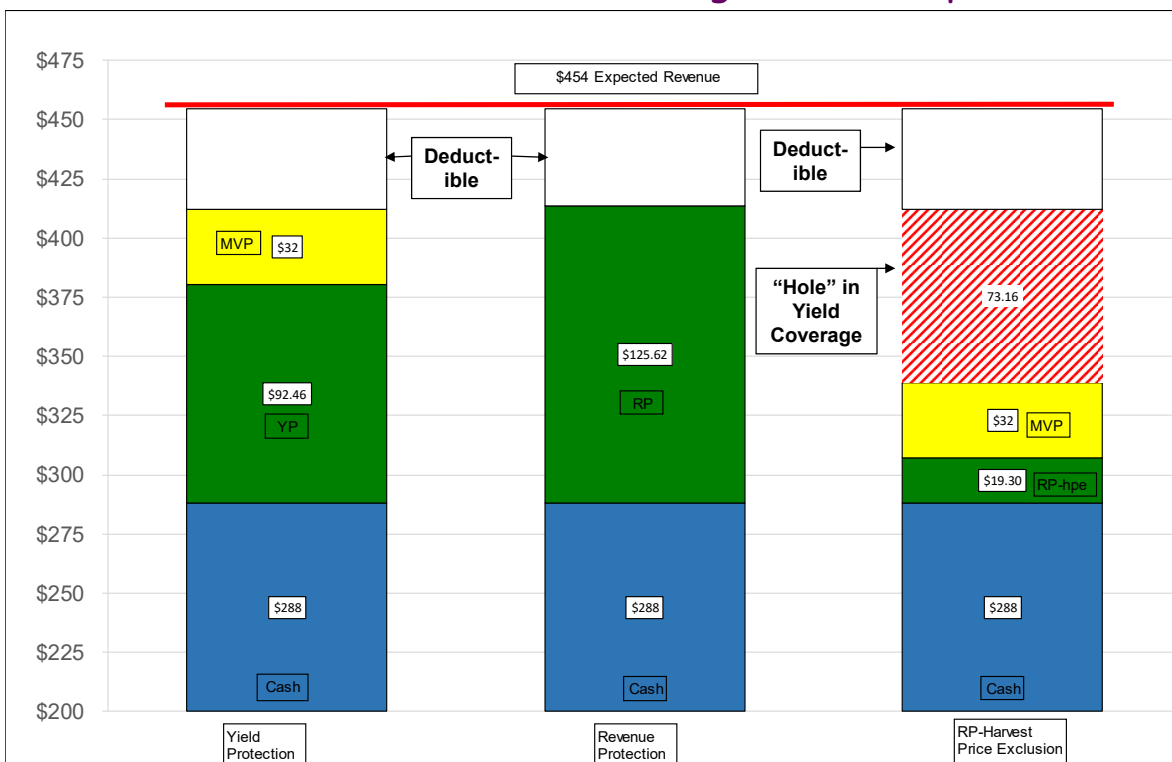 $475
$450
$425
$400
$375
$350
$325
$300
$275
$250
$225
$200
$454 Expected Revenue
Deduct-
ible
Deduct-
ible
MVP
$32
$92.46
YP
$288
Cash
$125.62
RP
$288
Cash
"Hole" in
Yield
Coverage
73.16
$32
MVP
$19.30
RP-hpe
$288
Cash
Yield
Protection
Revenue
Protection
RP-Harvest
Price Exclusion